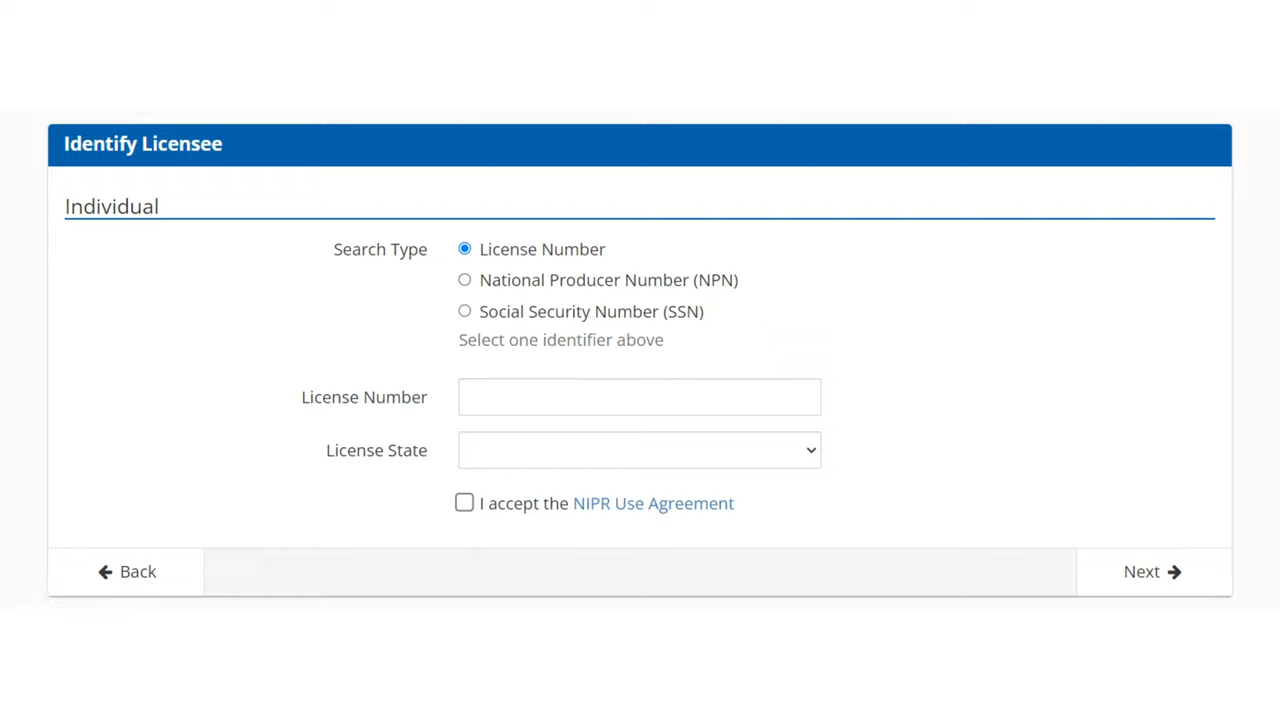 Identify Licensee
Individual
Search Type
License Number
National Producer Number (NPN)
Social Security Number (SSN)
Select one identifier above
License Number
License State
I accept the NIPR Use Agreement
Back
Next